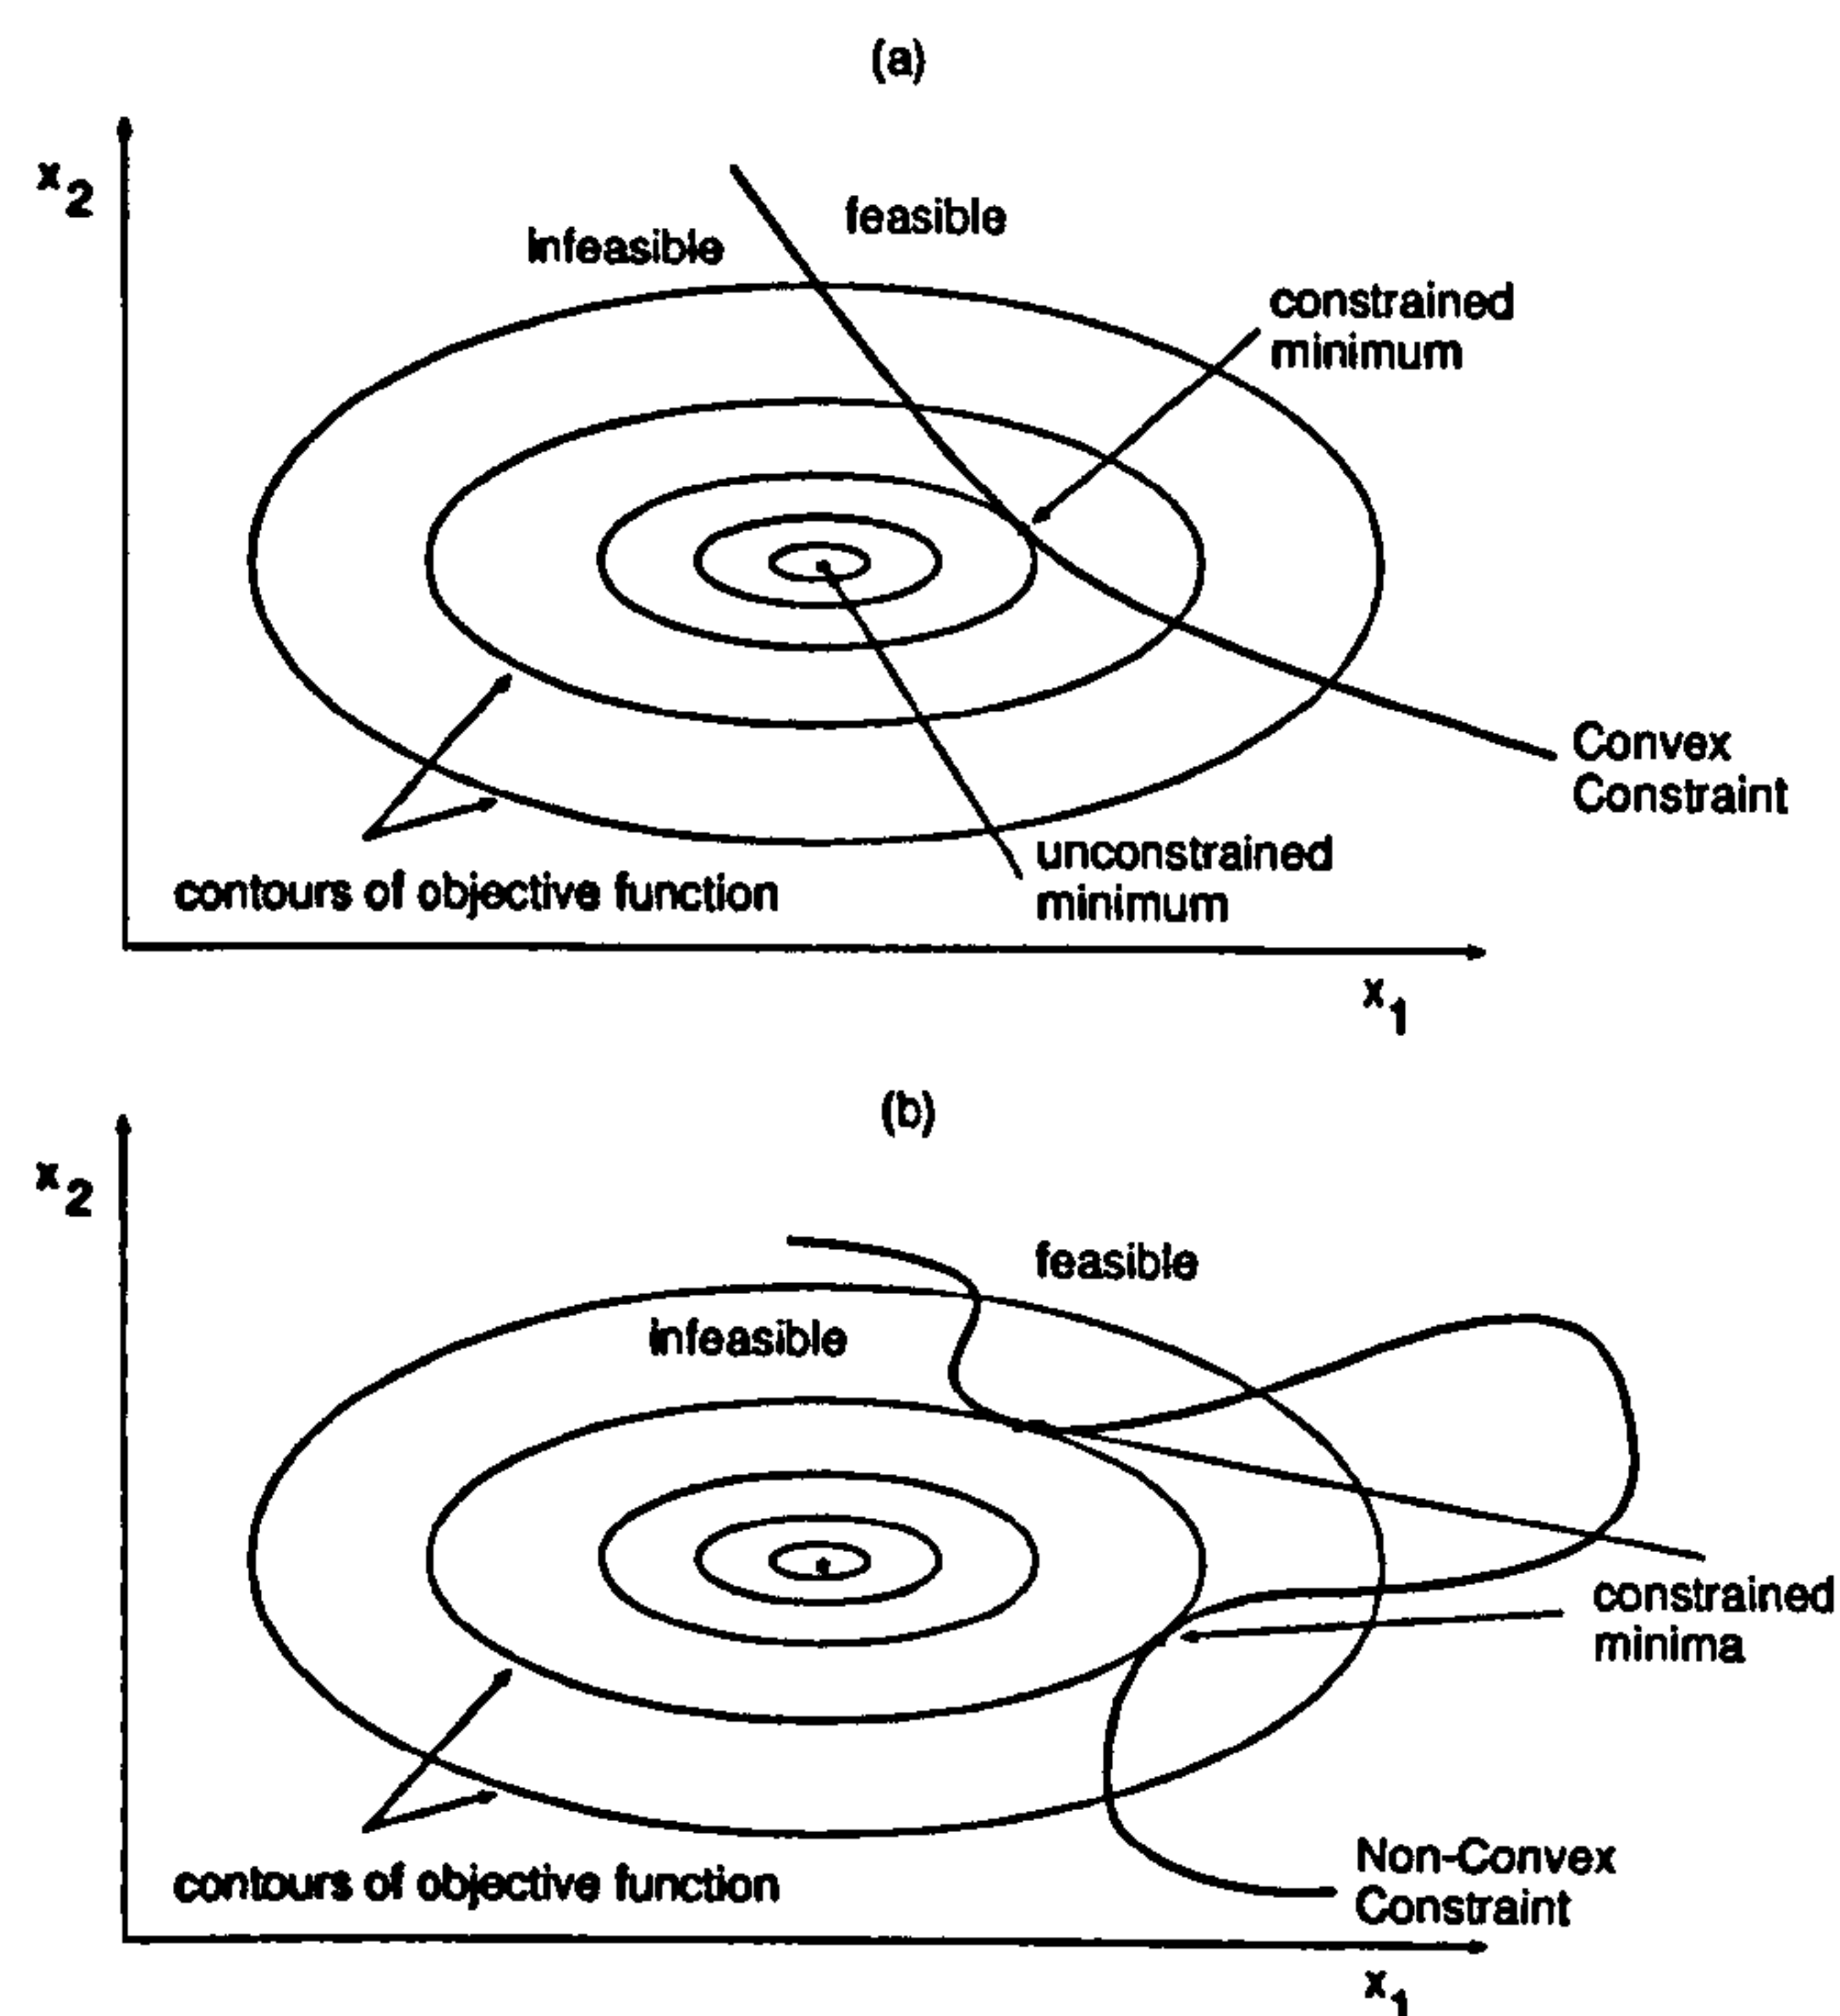 (a)
x2
feasible
Infeasible
constrained
minimum
Convex
Constraint
unconstrained
minimum
contours of objective function
x1
(b)
x2
feasible
infeasible
constrained
minima
Non-Convex
Constraint
contours of objective function
x1